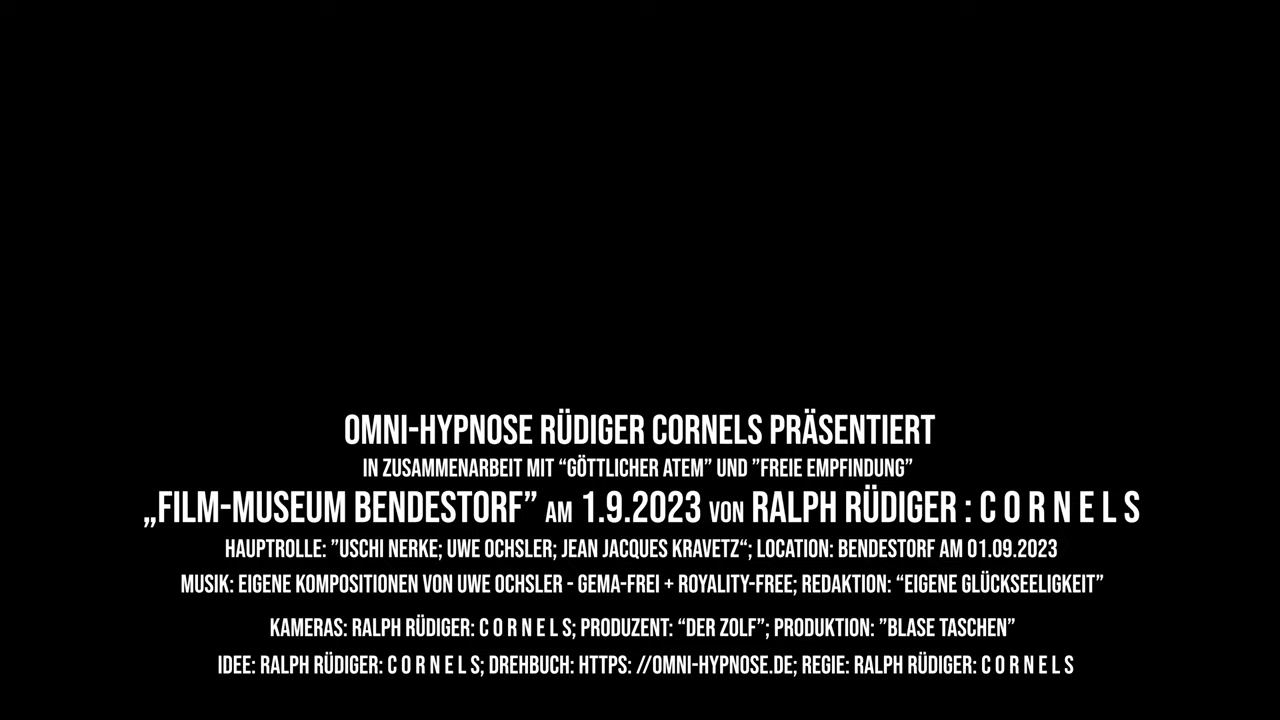 OMNI-HYPNOSE RÜDIGER CORNELS PRÄSENTIERT
IN ZUSAMMENARBEIT MIT “GÖTTLICHER ATEM” UND ”FREIE EMPFINDUNG”
„FILM-MUSEUM BENDESTORF” AM 1.9.2023 VON RALPH RÜDIGER : C O R N E L S
HAUPTROLLE: ”USCHI NERKE; UWE OCHSLER; JEAN JACQUES KRAVETZ“; LOCATION: BENDESTORF AM 01.09.2023
MUSIK: EIGENE KOMPOSITIONEN VON UWE OCHSLER - GEMA-FREI + ROYALITY-FREE; REDAKTION: “EIGENE GLÜCKSEELIGKEIT”
KAMERAS: RALPH RÜDIGER: C O R N E L S; PRODUZENT: “DER ZOLF”; PRODUKTION: ”BLASE TASCHEN”
IDEE: RALPH RÜDIGER: C O R N E L S; DREHBUCH: HTTPS: //OMNI-HYPNOSE.DE; REGIE: RALPH RÜDIGER: C O R N E L S